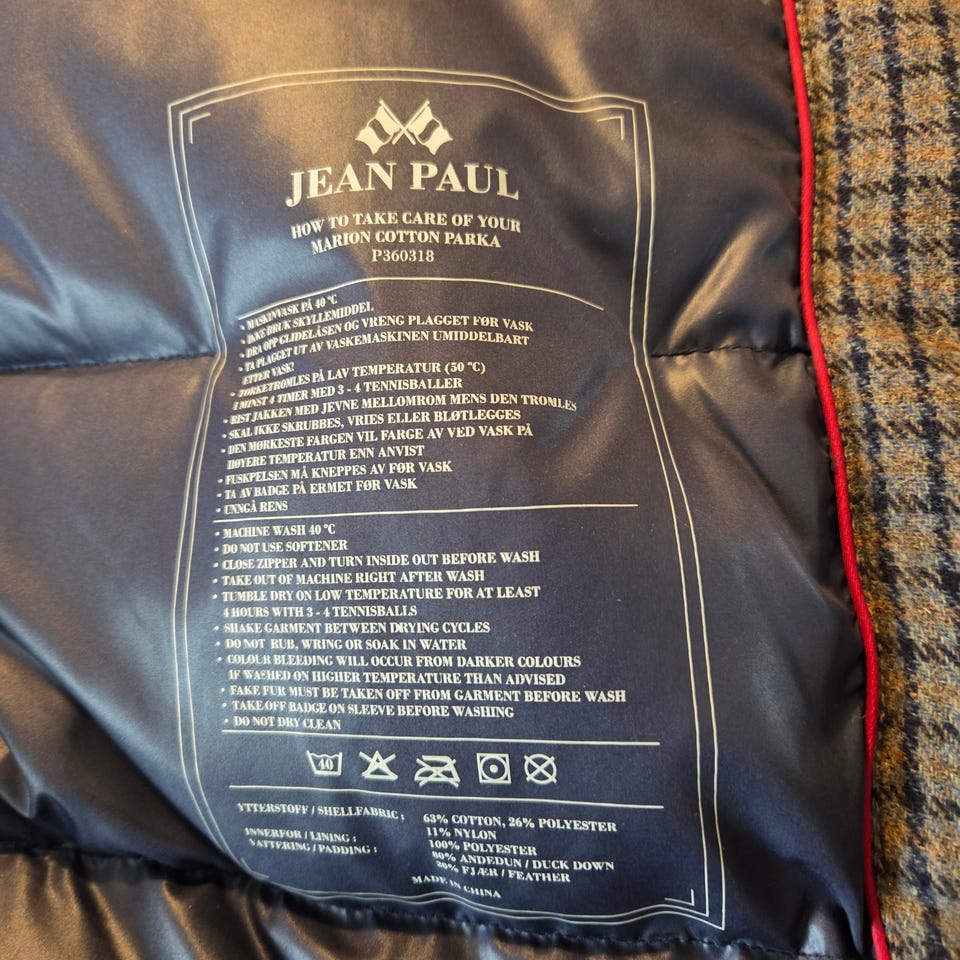 JEAN PAUL
HOW TO TAKE CARE OF YOUR
MARION COTTON PARKA
P360318
• MASKINVASK PÅ 40 °C
• IKKE BRUK SKYLLEMIDDEL
• DRA OPP GLIDELÅSEN OG VRENG PLAGGET FØR VASK
• TA PLAGGET UT AV VASKEMASKINEN UMIDDELBART
ETTER VASK!
• TØRKETROMLES PÅ LAV TEMPERATUR (50 °C)
I MINST 4 TIMER MED 3 - 4 TENNISBALLER
• RIST JAKKEN MED JEVNE MELLOMROM MENS DEN TROMLES
• SKAL IKKE SKRUBBES, VRIES ELLER BLØTLEGGES
• DEN MØRKESTE FARGEN VIL FARGE AV VED VASK PÅ
HØYERE TEMPERATUR ENN ANVIST
• FUSKPELSEN MÅ KNEPPES AV FØR VASK
• TA AV BADGE PÅ ERMET FØR VASK
• UNNGÅ RENS
• MACHINE WASH 40 °C
• DO NOT USE SOFTENER
• CLOSE ZIPPER AND TURN INSIDE OUT BEFORE WASH
• TAKE OUT OF MACHINE RIGHT AFTER WASH
• TUMBLE DRY ON LOW TEMPERATURE FOR AT LEAST
4 HOURS WITH 3 - 4 TENNISBALLS
• SHAKE GARMENT BETWEEN DRYING CYCLES
• DO NOT RUB, WRING OR SOAK IN WATER
• COLOUR BLEEDING WILL OCCUR FROM DARKER COLOURS
IF WASHED ON HIGHER TEMPERATURE THAN ADVISED
• FAKE FUR MUST BE TAKEN OFF FROM GARMENT BEFORE WASH
• TAKE OFF BADGE ON SLEEVE BEFORE WASHING
• DO NOT DRY CLEAN
40
YTTERSTOFF / SHELLFABRIC : 63% COTTON, 26% POLYESTER
11% NYLON
INNERFOR / LINING : 100% POLYESTER
VATTERING / PADDING : 80% ANDEDUN / DUCK DOWN
20% FJÆR / FEATHER
MADE IN CHINA